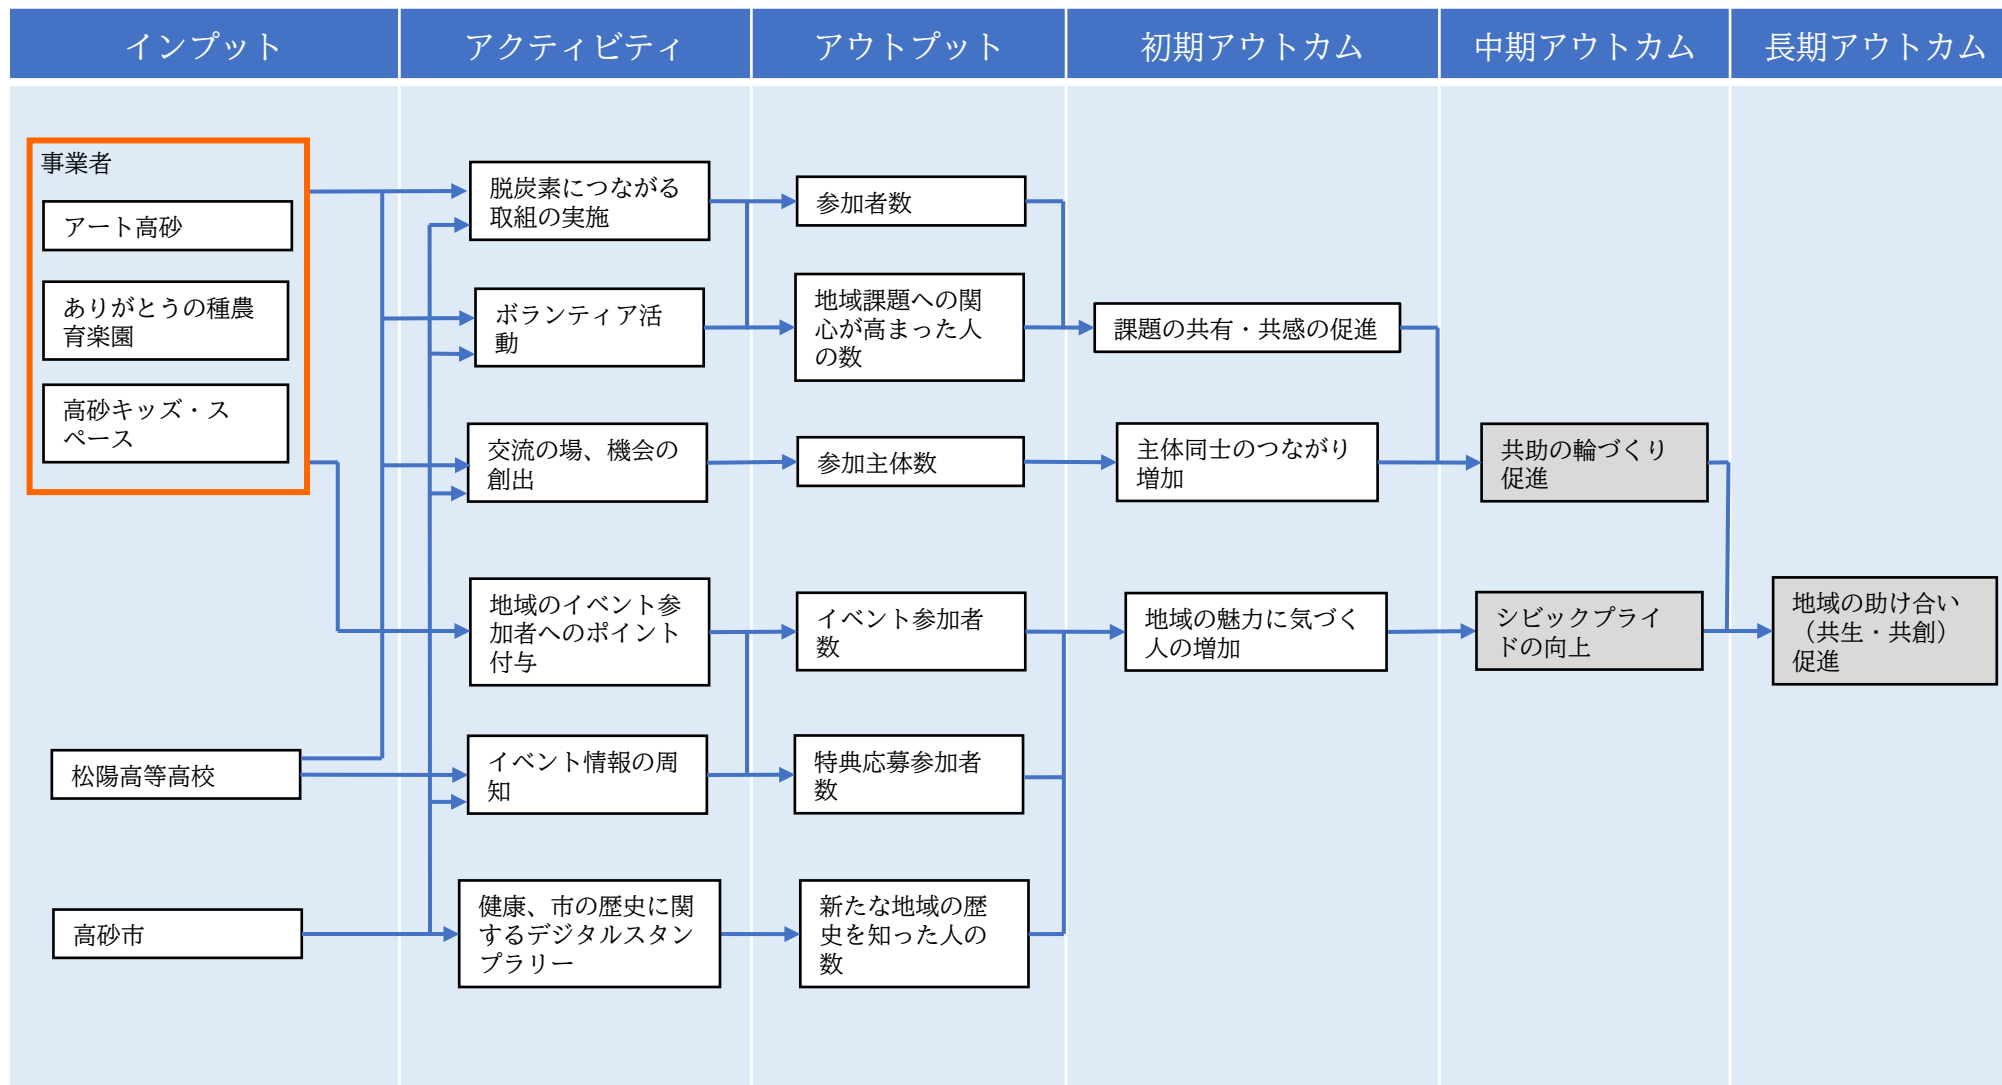 インプット
アクティビティ
アウトプット
初期アウトカム
中期アウトカム
長期アウトカム
事業者
アート高砂
ありがとうの種農
育楽園
高砂キッズ・ス
ペース
松陽高等高校
高砂市
脱炭素につながる
取組の実施
ボランティア活
動
交流の場、機会の
創出
地域のイベント参
加者へのポイント
付与
イベント情報の周
知
健康、市の歴史に関
するデジタルスタン
プラリー
参加者数
地域課題への関
心が高まった人
の数
参加主体数
イベント参加者
数
特典応募参加者
数
新たな地域の歴
史を知った人の
数
課題の共有・共感の促進
主体同士のつながり
増加
地域の魅力に気づく
人の増加
共助の輪づくり
促進
シビックプライ
ドの向上
地域の助け合い
（共生・共創）
促進